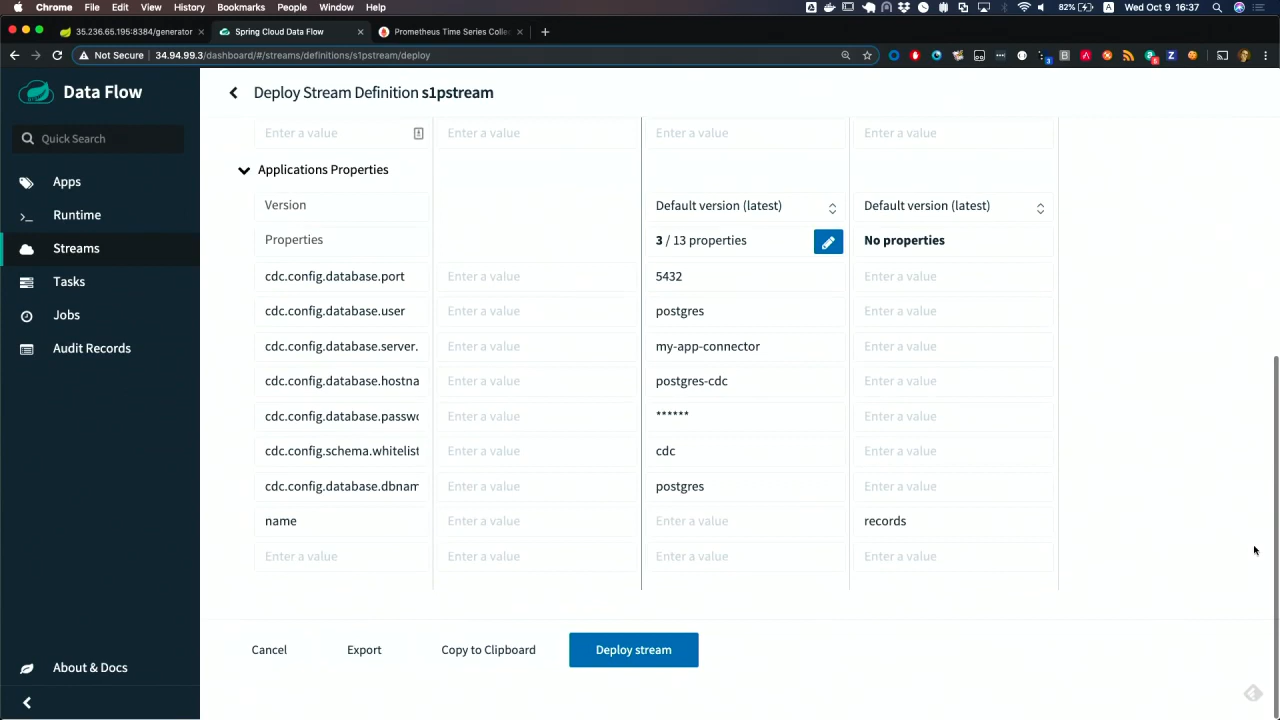 Chrome File Edit View History Bookmarks People Window Help 82% Wed Oct 9 16:37
35.236.65.195:8384/generator Spring Cloud Data Flow Prometheus Time Series Colle
Not Secure 34.94.99.3/dashboard/#/streams/definitions/s1pstream/deploy
Data Flow
Deploy Stream Definition s1pstream
Quick Search
Apps
Runtime
Streams
Tasks
Jobs
Audit Records
About & Docs
Enter a value Enter a value Enter a value Enter a value
Applications Properties
Version Default version (latest) Default version (latest)
Properties 3 / 13 properties No properties
cdc.config.database.port Enter a value 5432 Enter a value
cdc.config.database.user Enter a value postgres Enter a value
cdc.config.database.server. Enter a value my-app-connector Enter a value
cdc.config.database.hostna Enter a value postgres-cdc Enter a value
cdc.config.database.passwo Enter a value ****** Enter a value
cdc.config.schema.whitelist Enter a value cdc Enter a value
cdc.config.database.dbnam Enter a value postgres Enter a value
name Enter a value Enter a value records
Enter a value Enter a value Enter a value Enter a value
Cancel Export Copy to Clipboard Deploy stream